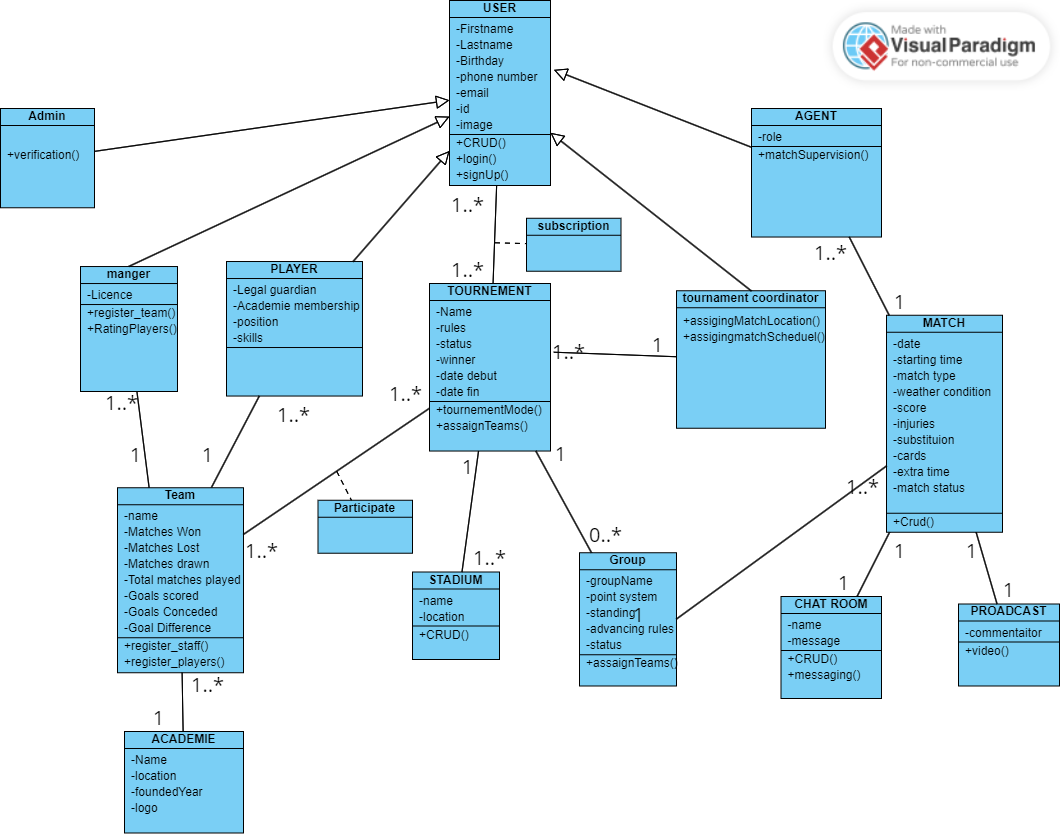 USER
-Firstname
-Lastname
-Birthday
-phone number
-email
-id
-image
+CRUD()
+login()
+signUp()
Made with
Visual Paradigm
For non-commercial use
Admin
+verification()
AGENT
-role
+matchSupervision()
1..*
subscription
1..*
1..*
manger
-Licence
+register_team()
+RatingPlayers()
PLAYER
-Legal guardian
-Academie membership
-position
-skills
TOURNEMENT
-Name
-rules
-status
-winner
-date debut
-date fin
+tournementMode()
+assaignTeams()
tournament coordinator
+assigingMatchLocation()
+assigingmatchScheduel()
1..*
1
1
MATCH
-date
-starting time
-match type
-weather condition
-score
-injuries
-substituion
-cards
-extra time
-match status
+Crud()
1..*
1..*
1..*
1
1
1
1
1..*
Team
-name
-Matches Won
-Matches Lost
-Matches drawn
-Total matches played
-Goals scored
-Goals Conceded
-Goal Difference
+register_staff()
+register_players()
Participate
1..*
0..*
1..*
STADIUM
-name
-location
+CRUD()
Group
-groupName
-point system
-standing
1
-advancing rules
-status
+assaignTeams()
1
1
1
1
CHAT ROOM
-name
-message
+CRUD()
+messaging()
PROADCAST
-commentaitor
+video()
1..*
1
ACADEMIE
-Name
-location
-foundedYear
-logo